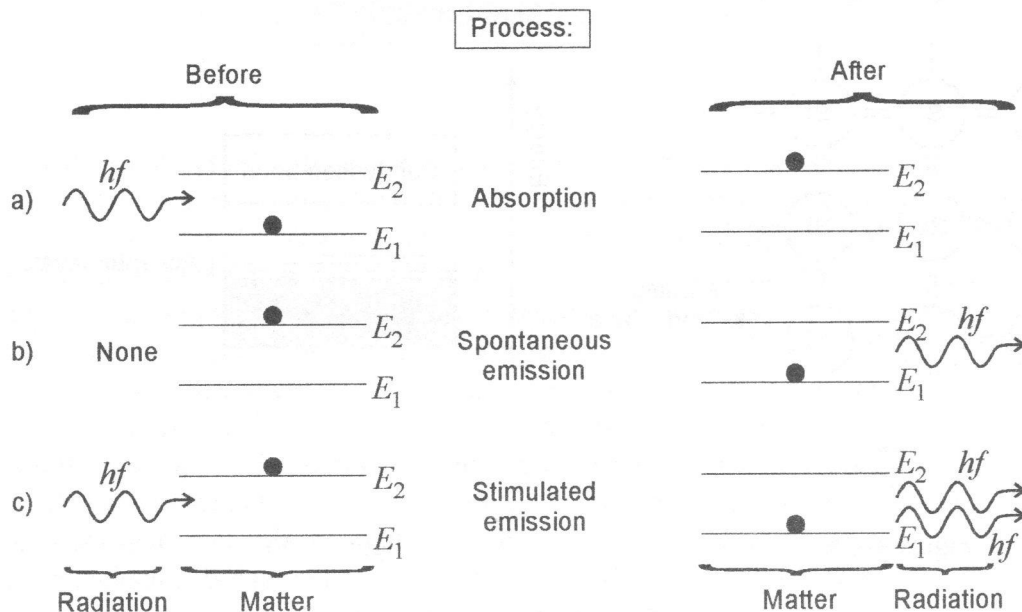 Process:
Before
After
a)
hf
E₂
E₁
Absorption
E₂
E₁
b)
None
E₂
E₁
Spontaneous
emission
E₂
hf
E₁
c)
hf
E₂
E₁
Stimulated
emission
E₂
hf
E₁
hf
Radiation
Matter
Matter
Radiation